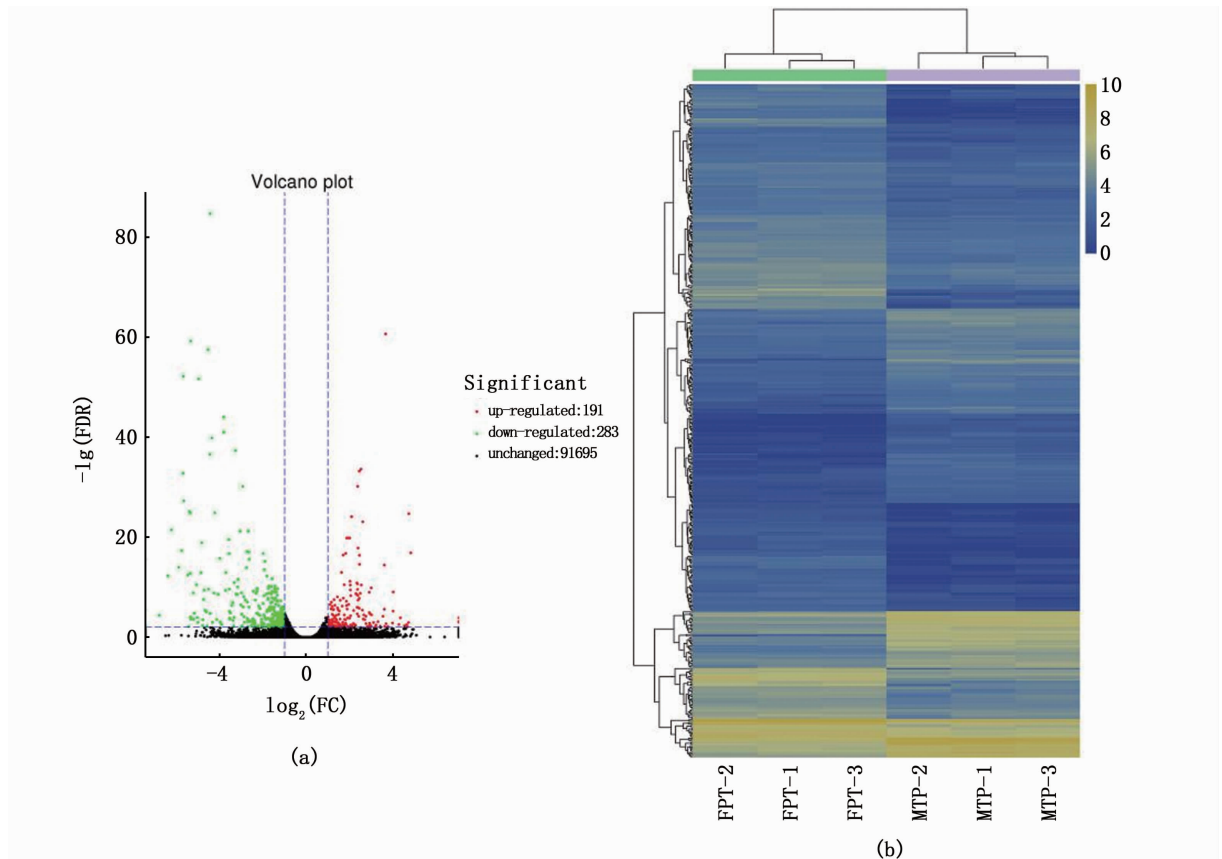 Volcano plot
80
60
40
20
0
-lg(FDR)
-4 0 4
log2(FC)
(a)
Significant
up-regulated:191
down-regulated:283
unchanged:91695
10
8
6
4
2
0
FPT-2 FPT-1 FPT-3 MTP-2 MTP-1 MTP-3
(b)